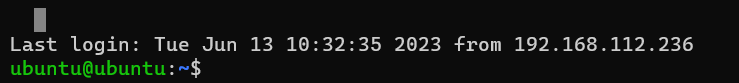 Last login: Tue Jun 13 10:32:35 2023 from 192.168.112.236
ubuntu@ubuntu:~$